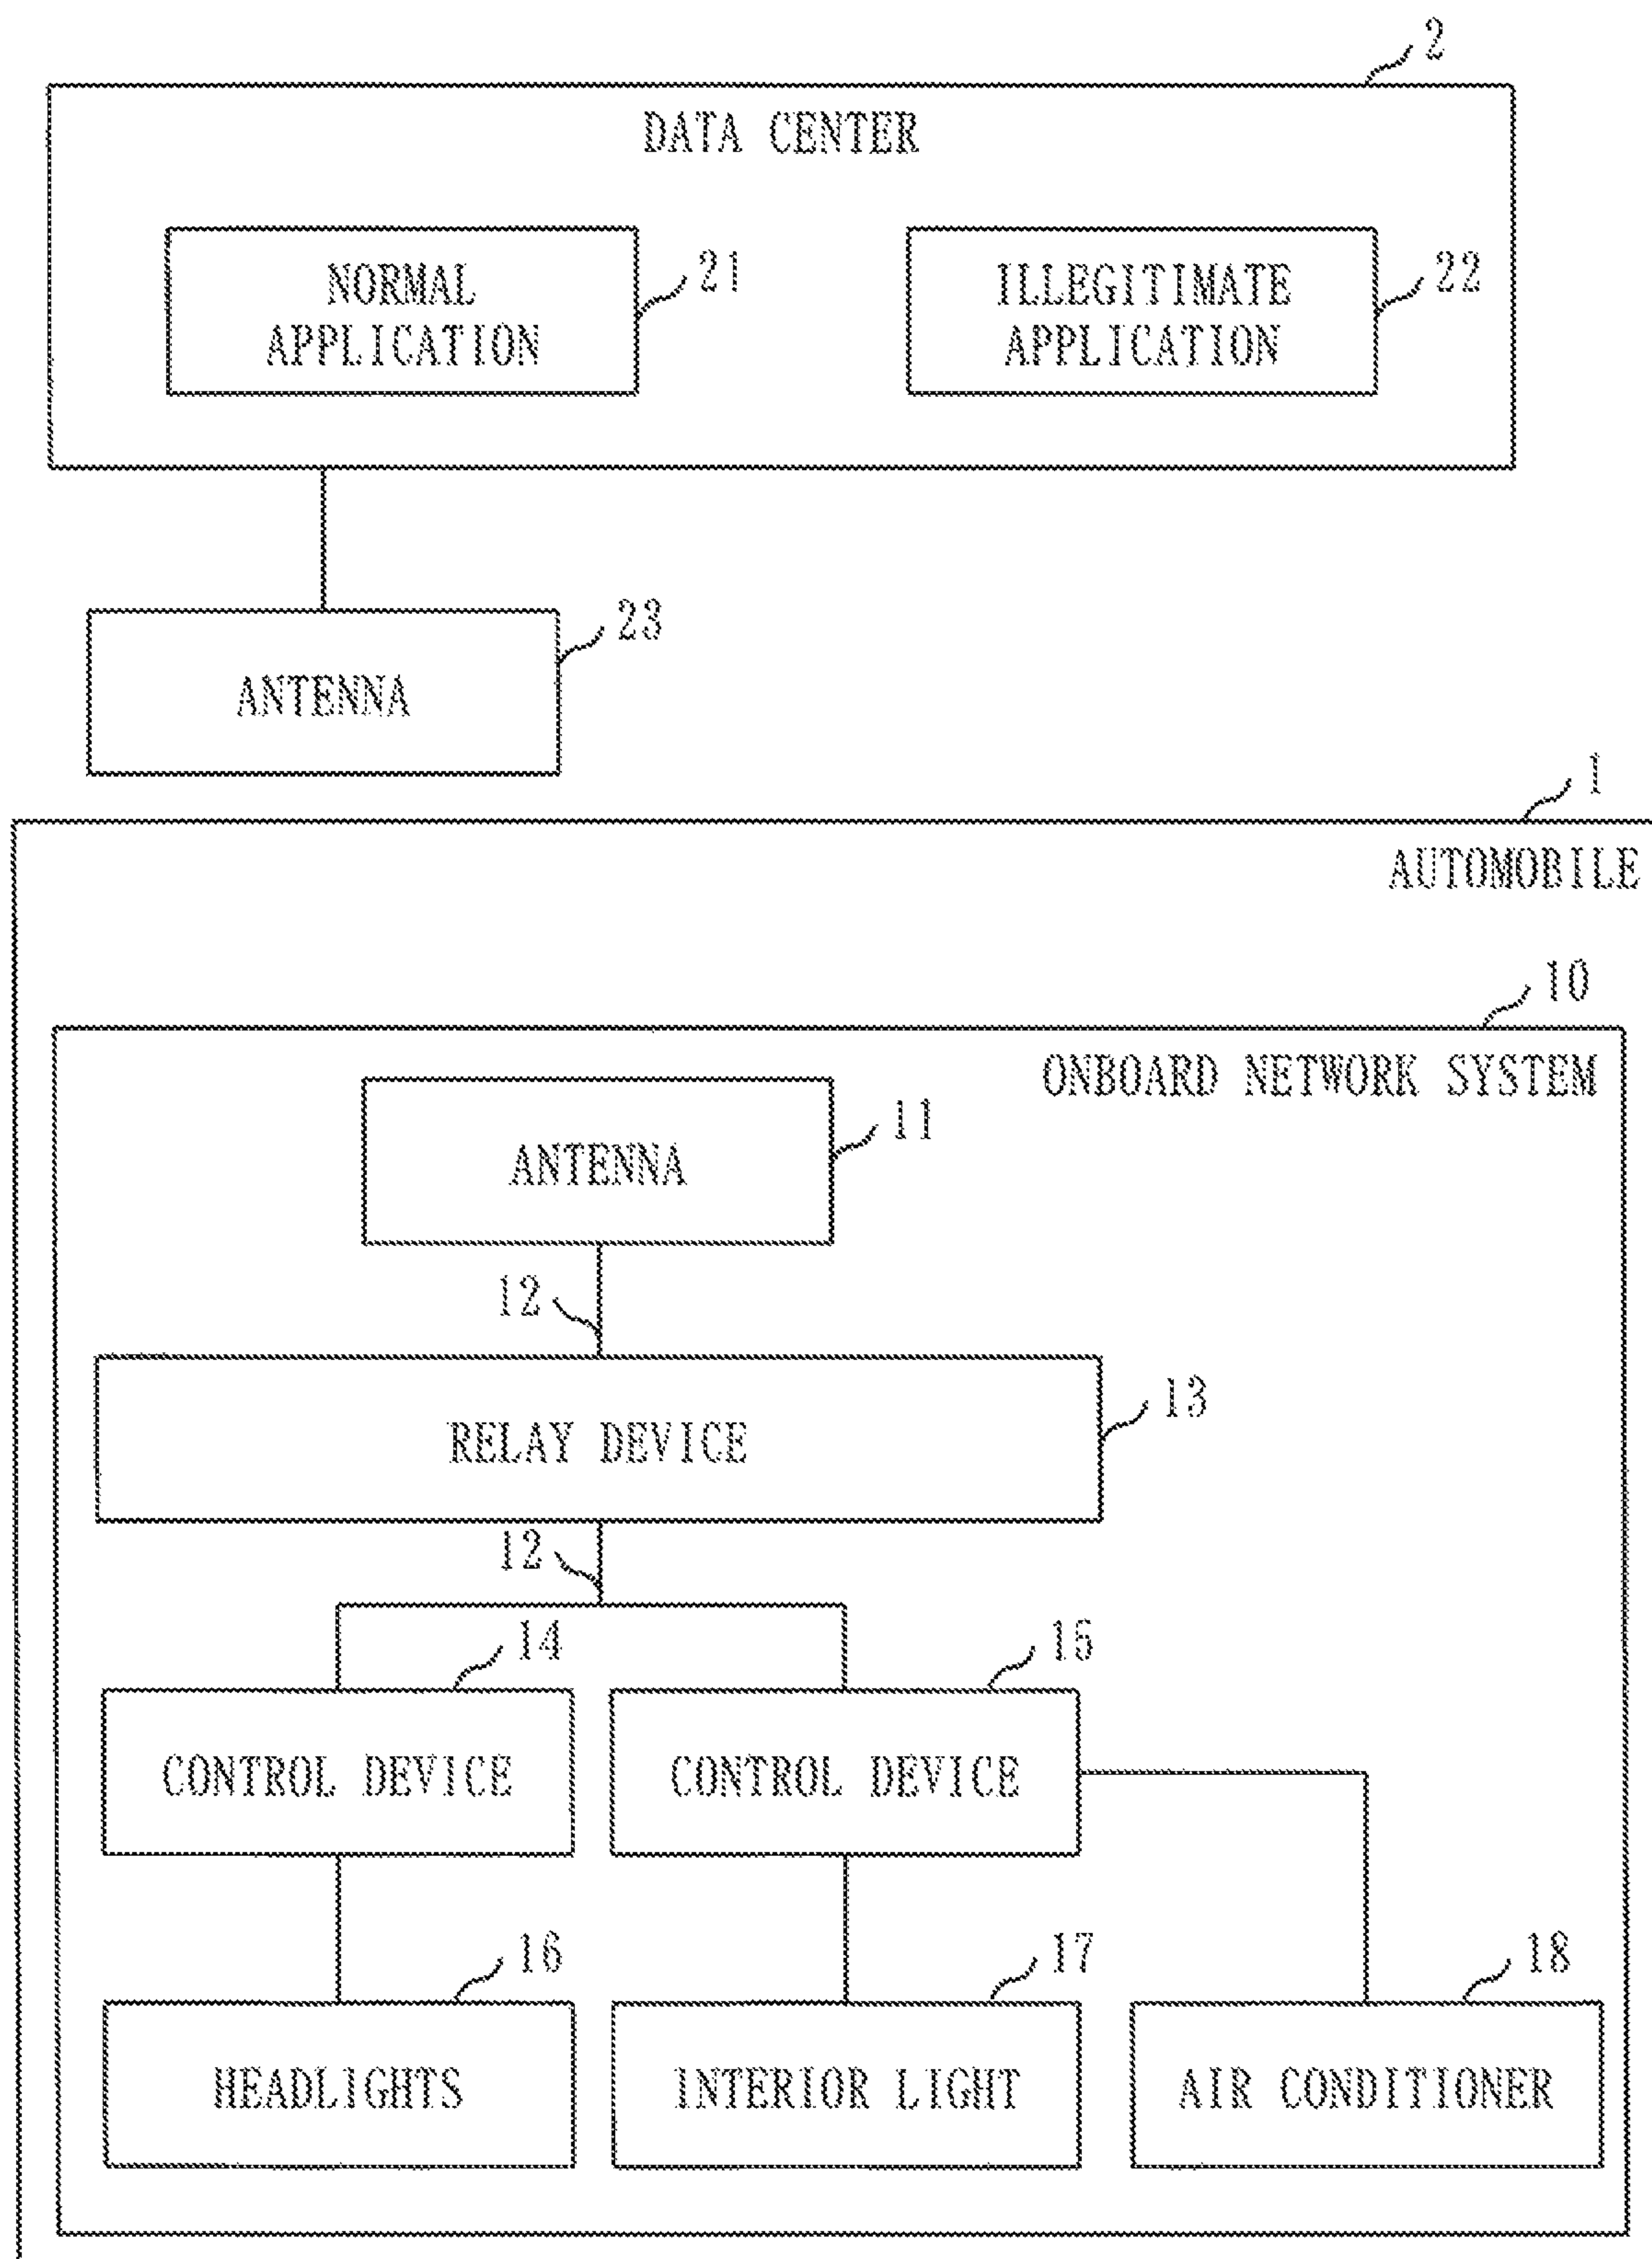 2
DATA CENTER
NORMAL
APPLICATION
21
ILLEGITIMATE
APPLICATION
22
ANTENNA
23
1
AUTOMOBILE
10
ONBOARD NETWORK SYSTEM
ANTENNA
11
12
RELAY DEVICE
13
12
14
15
CONTROL DEVICE
CONTROL DEVICE
16
17
18
HEADLIGHTS
INTERIOR LIGHT
AIR CONDITIONER